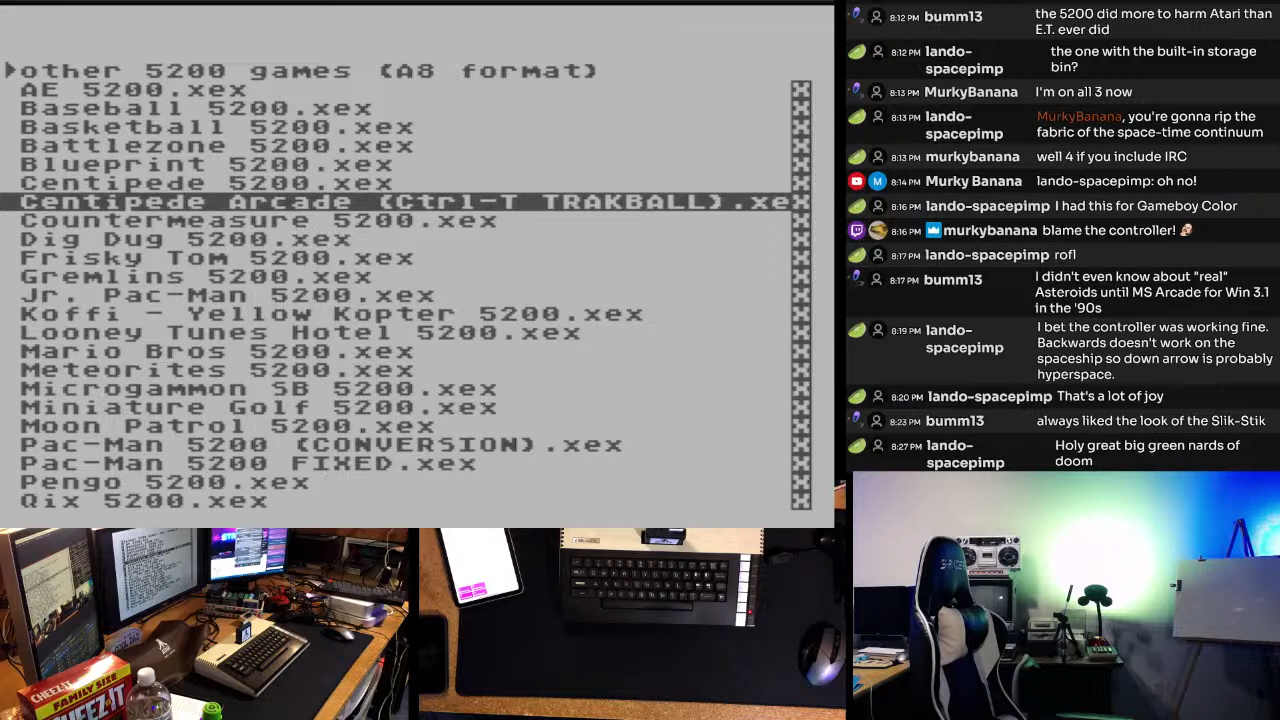 other 5200 games (A8 format)
AE 5200.xex
Baseball 5200.xex
Basketball 5200.xex
Battlezone 5200.xex
Blueprint 5200.xex
Centipede 5200.xex
Centipede Arcade (Ctrl-T TRAKBALL).xex
Countermeasure 5200.xex
Dig Dug 5200.xex
Frisky Tom 5200.xex
Gremlins 5200.xex
Jr. Pac-Man 5200.xex
Koffi - Yellow Kopter 5200.xex
Looney Tunes Hotel 5200.xex
Mario Bros 5200.xex
Meteorites 5200.xex
Microgammon SB 5200.xex
Miniature Golf 5200.xex
Moon Patrol 5200.xex
Pac-Man 5200 (CONVERSION).xex
Pac-Man 5200 FIXED.xex
Pengo 5200.xex
Qix 5200.xex
8:12 PM bumm13 the 5200 did more to harm Atari than
E.T. ever did
8:12 PM lando-spacepimp the one with the built-in storage
bin?
8:13 PM MurkyBanana I'm on all 3 now
8:13 PM lando-spacepimp MurkyBanana, you're gonna rip the
fabric of the space-time continuum
8:13 PM murkybanana well 4 if you include IRC
M 8:14 PM Murky Banana lando-spacepimp: oh no!
8:16 PM lando-spacepimp I had this for Gameboy Color
8:16 PM murkybanana blame the controller!
8:17 PM lando-spacepimp rofl
8:17 PM bumm13 I didn't even know about "real"
Asteroids until MS Arcade for Win 3.1
in the '90s
8:19 PM lando-spacepimp I bet the controller was working fine.
Backwards doesn't work on the
spaceship so down arrow is probably
hyperspace.
8:20 PM lando-spacepimp That's a lot of joy
8:23 PM bumm13 always liked the look of the Slik-Stik
8:27 PM lando-spacepimp Holy great big green nards of
doom
CHEEZ-IT
FAMILY SIZE
CHEEZ-IT